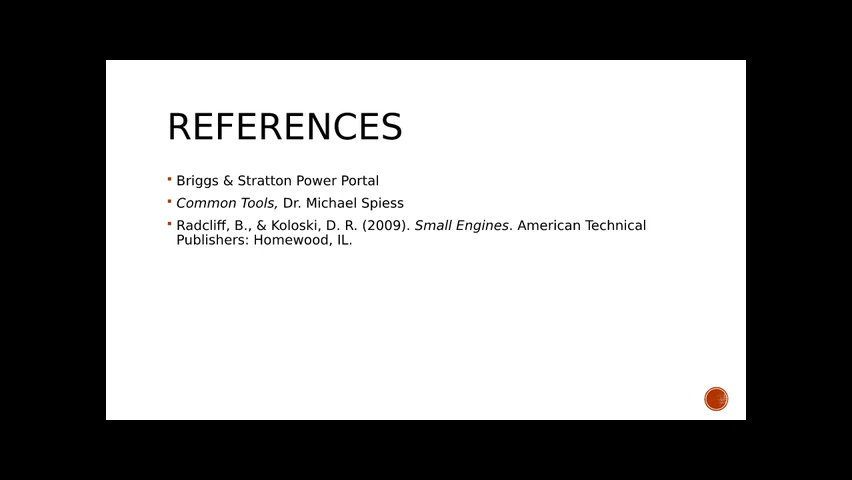 REFERENCES
▪ Briggs & Stratton Power Portal
▪ Common Tools, Dr. Michael Spiess
▪ Radcliff, B., & Koloski, D. R. (2009). Small Engines. American Technical
Publishers: Homewood, IL.